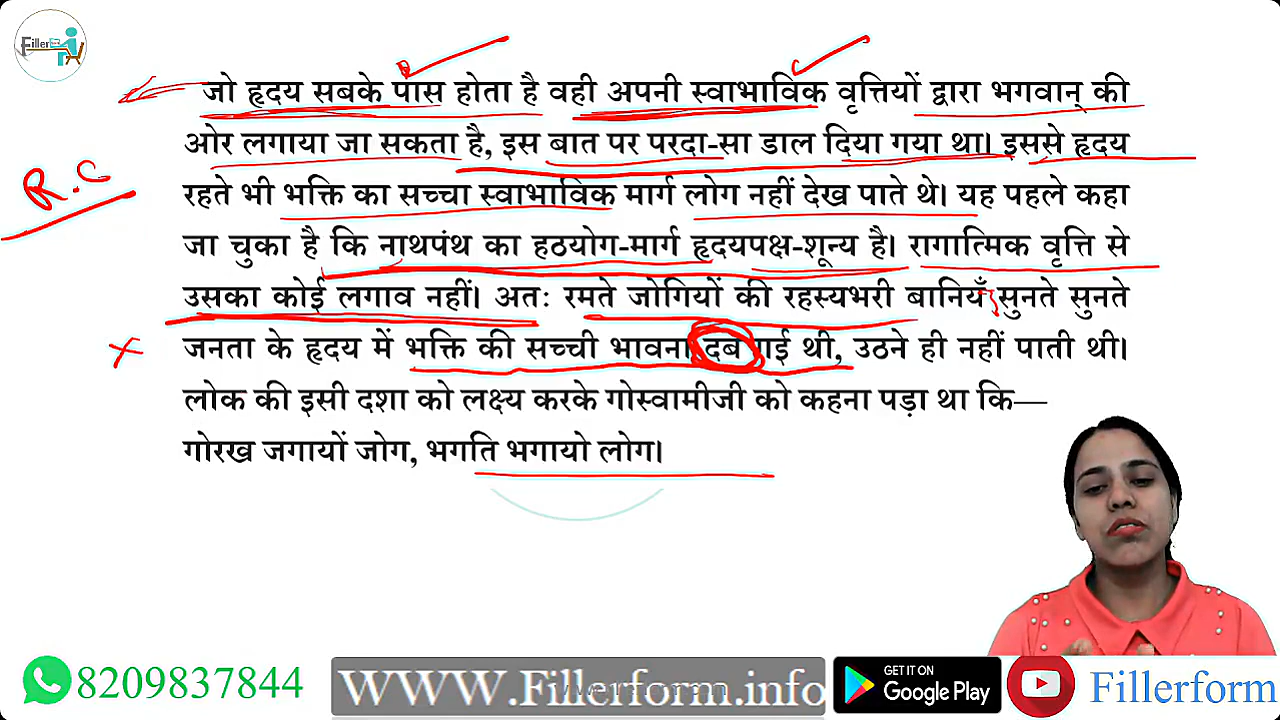 Filler
जो हृदय सबके पास होता है वही अपनी स्वाभाविक वृत्तियों द्वारा भगवान् की
ओर लगाया जा सकता है, इस बात पर परदा-सा डाल दिया गया था। इससे हृदय
R.C
रहते भी भक्ति का सच्चा स्वाभाविक मार्ग लोग नहीं देख पाते थे। यह पहले कहा
जा चुका है कि नाथपंथ का हठयोग-मार्ग हृदयपक्ष-शून्य है। रागात्मिक वृत्ति से
उसका कोई लगाव नहीं। अतः रमते जोगियों की रहस्यभरी बानियाँ सुनते सुनते
जनता के हृदय में भक्ति की सच्ची भावना दब गई थी, उठने ही नहीं पाती थी।
लोक की इसी दशा को लक्ष्य करके गोस्वामीजी को कहना पड़ा था कि—
गोरख जगायों जोग, भगति भगायो लोग।
8209837844
WWW.Fillerform.info
GET IT ON
Google Play
Fillerform